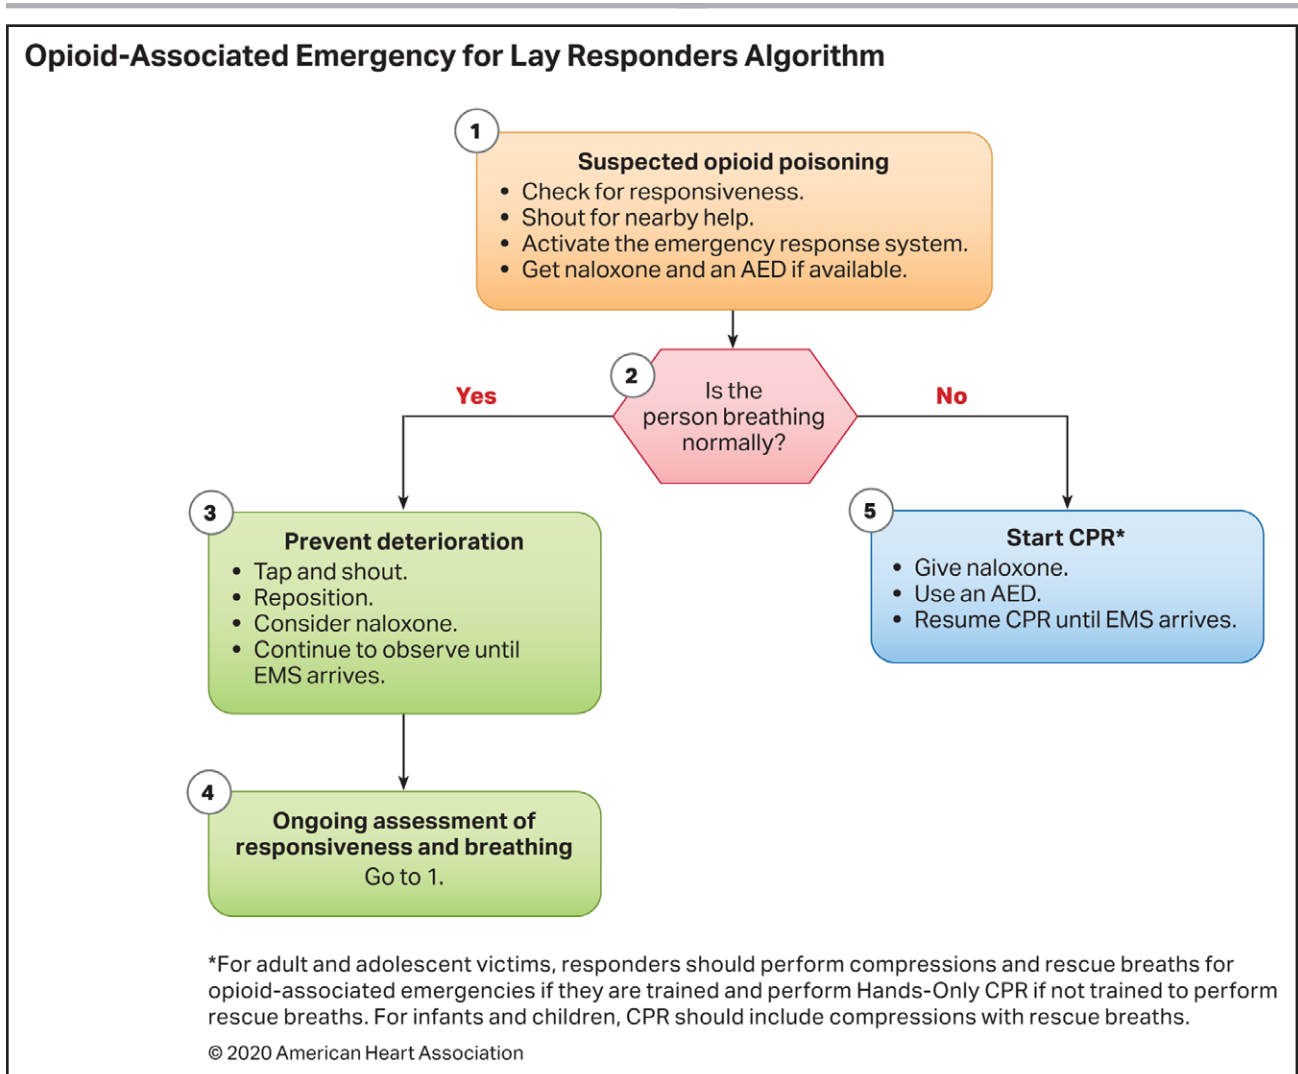 Opioid-Associated Emergency for Lay Responders Algorithm
1
Suspected opioid poisoning
• Check for responsiveness.
• Shout for nearby help.
• Activate the emergency response system.
• Get naloxone and an AED if available.
2
Is the
person breathing
normally?
Yes
No
3
Prevent deterioration
• Tap and shout.
• Reposition.
• Consider naloxone.
• Continue to observe until
EMS arrives.
5
Start CPR*
• Give naloxone.
• Use an AED.
• Resume CPR until EMS arrives.
4
Ongoing assessment of
responsiveness and breathing
Go to 1.
*For adult and adolescent victims, responders should perform compressions and rescue breaths for
opioid-associated emergencies if they are trained and perform Hands-Only CPR if not trained to perform
rescue breaths. For infants and children, CPR should include compressions with rescue breaths.
© 2020 American Heart Association